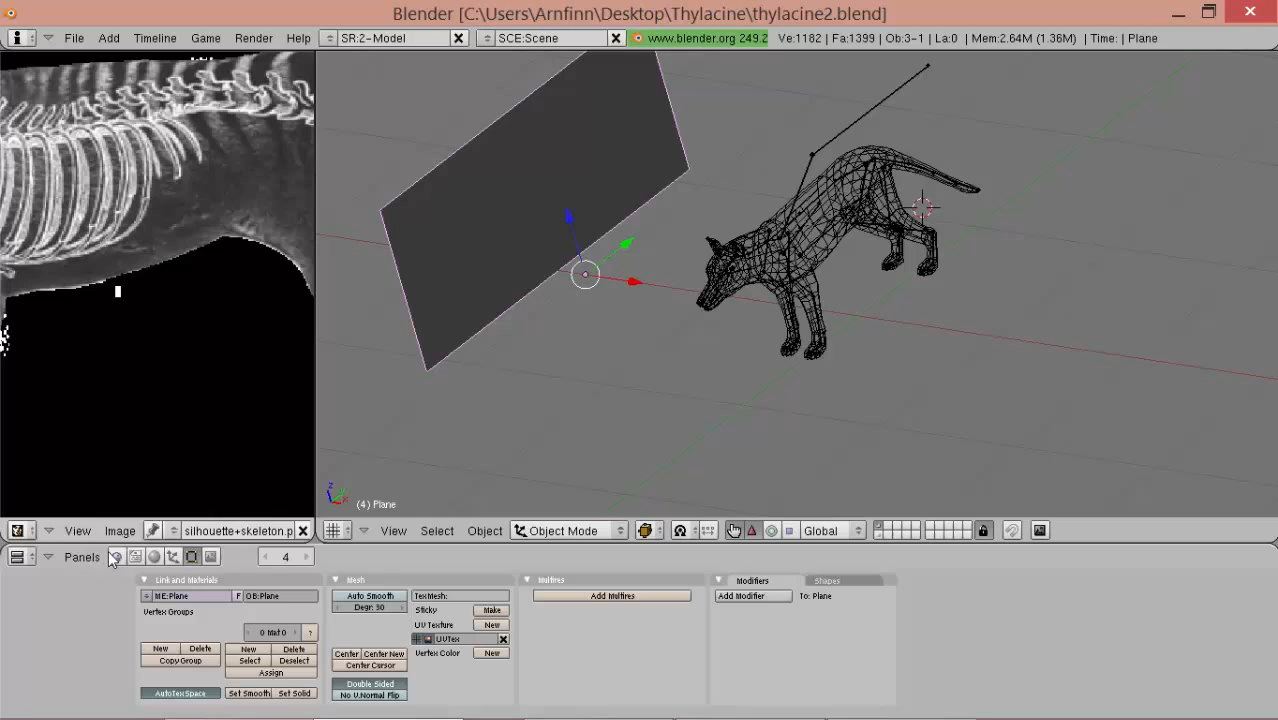 Blender [C:\Users\Arnfinn\Desktop\Thylacine\thylacine2.blend]
File Add Timeline Game Render Help SR:2-Model SCE:Scene www.blender.org 249.2 Ve:1182 | Fa:1399 | Ob:3-1 | La:0 | Mem:2.64M (1.36M) | Time: | Plane
(4) Plane
View Image silhouette+skeleton.p View Select Object Object Mode Global
Panels 4
Link and Materials Mesh Multires Modifiers Shapes
ME:Plane F OB:Plane Auto Smooth TexMesh: Add Multires Add Modifier To: Plane
Vertex Groups Degr: 30 Sticky Make
UV Texture New
0 Mat 0 ? UVTex
New Delete New Delete Center Center New Vertex Color New
Copy Group Select Deselect Center Cursor
Assign
Double Sided
AutoTexSpace Set Smooth Set Solid No V.Normal Flip